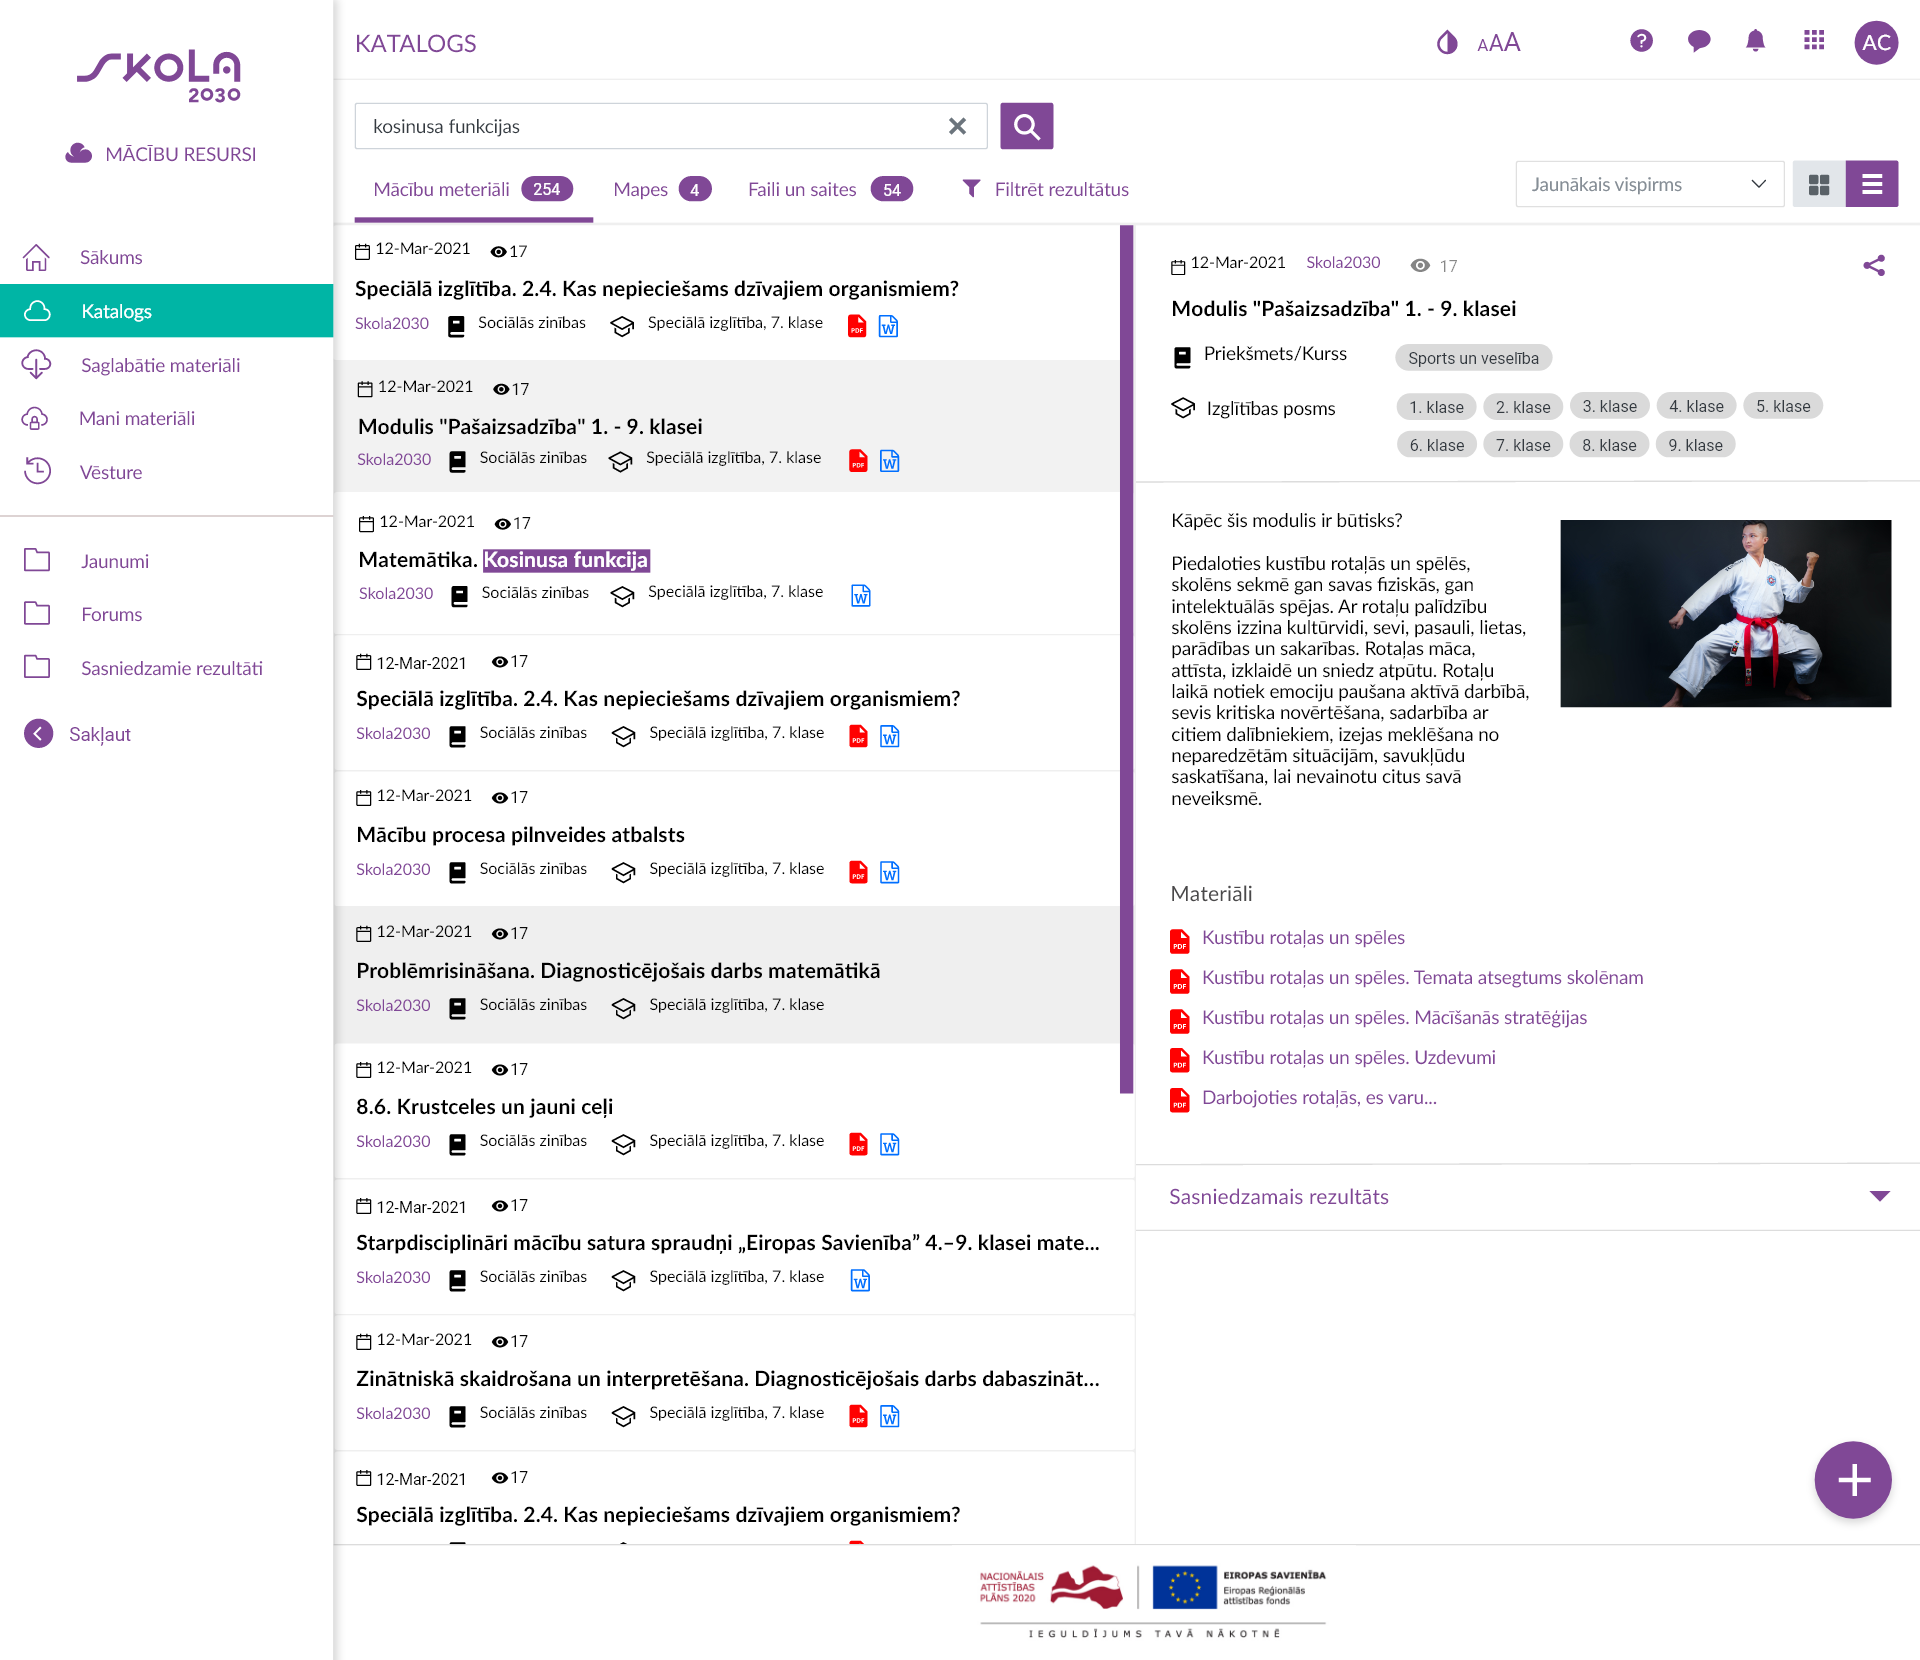 SKOLA
2030
MĀCĪBU RESURSI
Sākums
Katalogs
Saglabātie materiāli
Mani materiāli
Vēsture
Jaunumi
Forums
Sasniedzamie rezultāti
Sakļaut
KATALOGS
AAA
?
AC
kosinusa funkcijas
Mācību meteriāli 254
Mapes 4
Faili un saites 54
Filtrēt rezultātus
Jaunākais vispirms
12-Mar-2021 17
Speciālā izglītība. 2.4. Kas nepieciešams dzīvajiem organismiem?
Skola2030 Sociālās zinības Speciālā izglītība, 7. klase PDF W
12-Mar-2021 17
Modulis "Pašaizsadzība" 1. - 9. klasei
Skola2030 Sociālās zinības Speciālā izglītība, 7. klase PDF W
12-Mar-2021 17
Matemātika. Kosinusa funkcija
Skola2030 Sociālās zinības Speciālā izglītība, 7. klase W
12-Mar-2021 17
Speciālā izglītība. 2.4. Kas nepieciešams dzīvajiem organismiem?
Skola2030 Sociālās zinības Speciālā izglītība, 7. klase PDF W
12-Mar-2021 17
Mācību procesa pilnveides atbalsts
Skola2030 Sociālās zinības Speciālā izglītība, 7. klase PDF W
12-Mar-2021 17
Problēmrisināšana. Diagnosticējošais darbs matemātikā
Skola2030 Sociālās zinības Speciālā izglītība, 7. klase
12-Mar-2021 17
8.6. Krustceles un jauni ceļi
Skola2030 Sociālās zinības Speciālā izglītība, 7. klase PDF W
12-Mar-2021 17
Starpdisciplināri mācību satura spraudņi „Eiropas Savienība” 4.–9. klasei mate...
Skola2030 Sociālās zinības Speciālā izglītība, 7. klase W
12-Mar-2021 17
Zinātniskā skaidrošana un interpretēšana. Diagnosticējošais darbs dabaszināt...
Skola2030 Sociālās zinības Speciālā izglītība, 7. klase PDF W
12-Mar-2021 17
Speciālā izglītība. 2.4. Kas nepieciešams dzīvajiem organismiem?
12-Mar-2021 Skola2030 17
Modulis "Pašaizsadzība" 1. - 9. klasei
Priekšmets/Kurss Sports un veselība
Izglītības posms 1. klase 2. klase 3. klase 4. klase 5. klase
6. klase 7. klase 8. klase 9. klase
Kāpēc šis modulis ir būtisks?
Piedaloties kustību rotaļās un spēlēs,
skolēns sekmē gan savas fiziskās, gan
intelektuālās spējas. Ar rotaļu palīdzību
skolēns izzina kultūrvidi, sevi, pasauli, lietas,
parādības un sakarības. Rotaļas māca,
attīsta, izklaidē un sniedz atpūtu. Rotaļu
laikā notiek emociju paušana aktīvā darbībā,
sevis kritiska novērtēšana, sadarbība ar
citiem dalībniekiem, izejas meklēšana no
neparedzētām situācijām, savukļūdu
saskatīšana, lai nevainotu citus savā
neveiksmē.
Materiāli
PDF Kustību rotaļas un spēles
PDF Kustību rotaļas un spēles. Temata atsegtums skolēnam
PDF Kustību rotaļas un spēles. Mācīšanās stratēģijas
PDF Kustību rotaļas un spēles. Uzdevumi
PDF Darbojoties rotaļās, es varu...
Sasniedzamais rezultāts
NACIONĀLAIS
ATTĪSTĪBAS
PLĀNS 2020
EIROPAS SAVIENĪBA
Eiropas Reģionālās
attīstības fonds
IEGULDĪJUMS TAVĀ NĀKOTNĒ